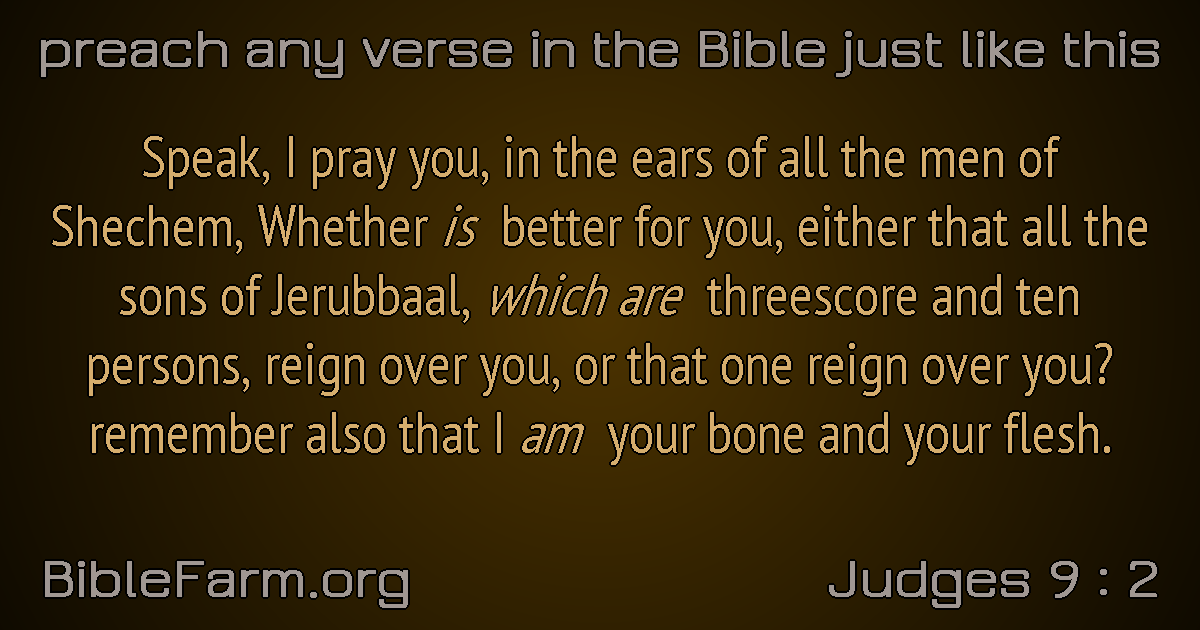 preach any verse in the Bible just like this
Speak, I pray you, in the ears of all the men of
Shechem, Whether is better for you, either that all the
sons of Jerubbaal, which are threescore and ten
persons, reign over you, or that one reign over you?
remember also that I am your bone and your flesh.
BibleFarm.org
Judges 9 : 2